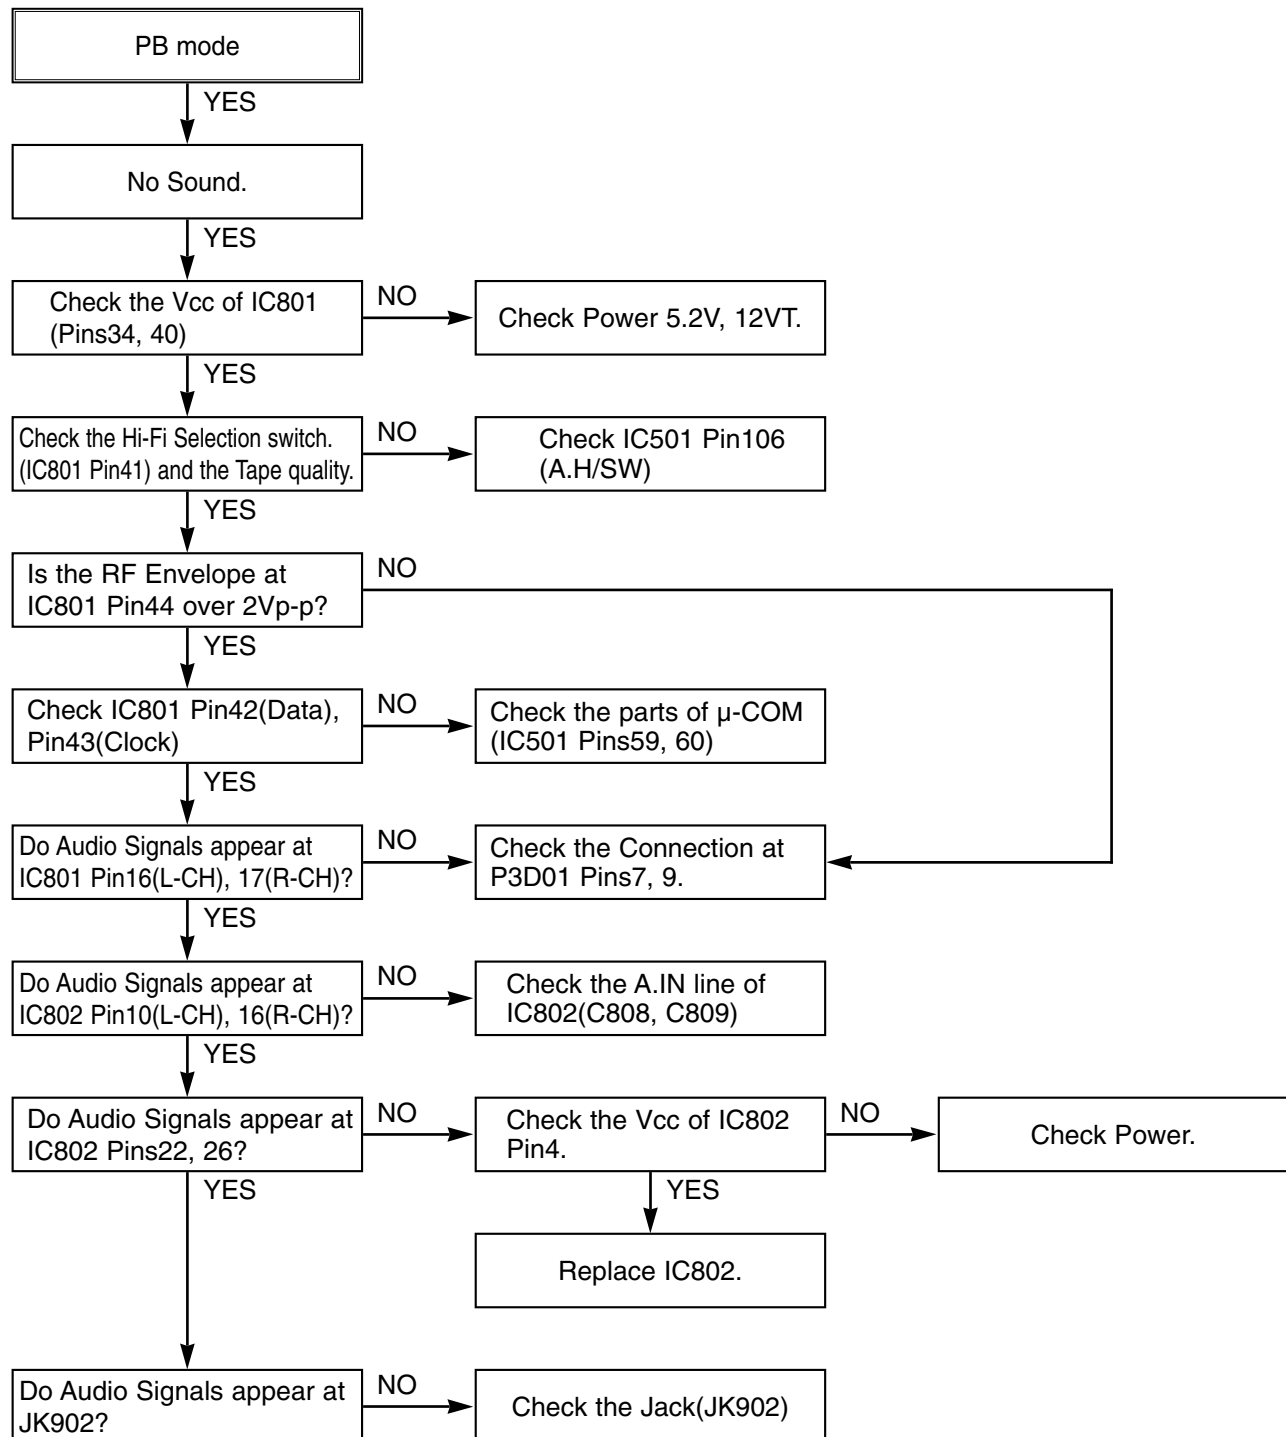 PB mode
YES
No Sound.
YES
Check the Vcc of IC801
(Pins34, 40)
NO
Check Power 5.2V, 12VT.
YES
Check the Hi-Fi Selection switch.
(IC801 Pin41) and the Tape quality.
NO
Check IC501 Pin106
(A.H/SW)
YES
Is the RF Envelope at
IC801 Pin44 over 2Vp-p?
NO
YES
Check IC801 Pin42(Data),
Pin43(Clock)
NO
Check the parts of µ-COM
(IC501 Pins59, 60)
YES
Do Audio Signals appear at
IC801 Pin16(L-CH), 17(R-CH)?
NO
Check the Connection at
P3D01 Pins7, 9.
YES
Do Audio Signals appear at
IC802 Pin10(L-CH), 16(R-CH)?
NO
Check the A.IN line of
IC802(C808, C809)
YES
Do Audio Signals appear at
IC802 Pins22, 26?
NO
Check the Vcc of IC802
Pin4.
NO
Check Power.
YES
YES
Replace IC802.
Do Audio Signals appear at
JK902?
NO
Check the Jack(JK902)